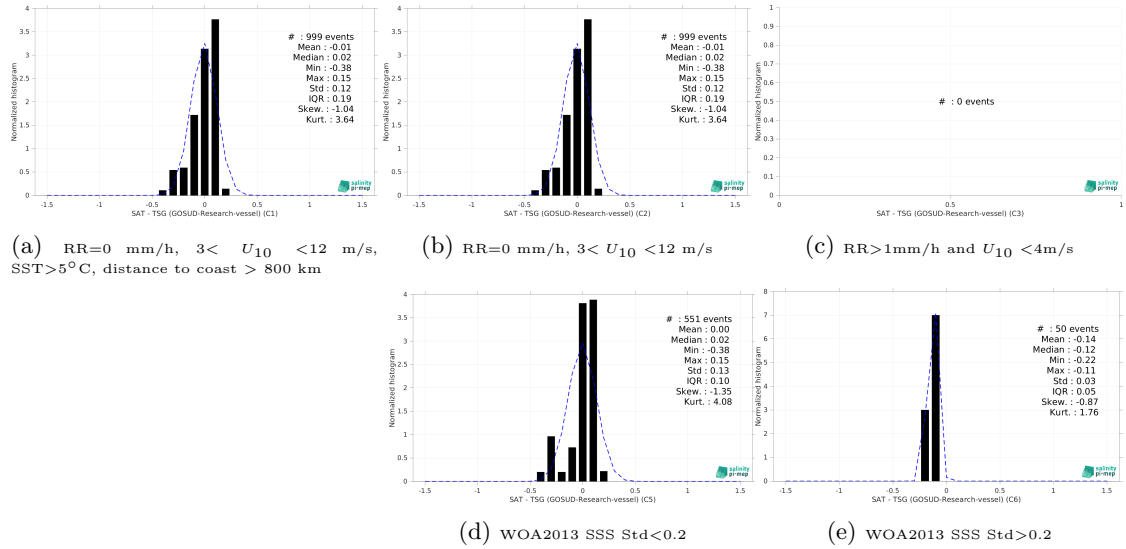 4
3.5
3
2.5
2
1.5
1
0.5
0
Normalized histogram
# : 999 events
Mean : -0.01
Median : 0.02
Min : -0.38
Max : 0.15
Std : 0.12
IQR : 0.19
Skew. : -1.04
Kurt. : 3.64
salinity
pi-mep
-1.5 -1 -0.5 0 0.5 1 1.5
SAT - TSG (GOSUD-Research-vessel) (C1)
(a) RR=0 mm/h, 3< U10 <12 m/s,
SST>5°C, distance to coast > 800 km
4
3.5
3
2.5
2
1.5
1
0.5
0
Normalized histogram
# : 999 events
Mean : -0.01
Median : 0.02
Min : -0.38
Max : 0.15
Std : 0.12
IQR : 0.19
Skew. : -1.04
Kurt. : 3.64
salinity
pi-mep
-1.5 -1 -0.5 0 0.5 1 1.5
SAT - TSG (GOSUD-Research-vessel) (C2)
(b) RR=0 mm/h, 3< U10 <12 m/s
1
0.9
0.8
0.7
0.6
0.5
0.4
0.3
0.2
0.1
0
Normalized histogram
# : 0 events
salinity
pi-mep
0 0.5 1
SAT - TSG (GOSUD-Research-vessel) (C3)
(c) RR>1mm/h and U10 <4m/s
4
3.5
3
2.5
2
1.5
1
0.5
0
Normalized histogram
# : 551 events
Mean : 0.00
Median : 0.02
Min : -0.38
Max : 0.15
Std : 0.13
IQR : 0.10
Skew. : -1.35
Kurt. : 4.08
salinity
pi-mep
-1.5 -1 -0.5 0 0.5 1 1.5
SAT - TSG (GOSUD-Research-vessel) (C5)
(d) WOA2013 SSS Std<0.2
8
7
6
5
4
3
2
1
0
Normalized histogram
# : 50 events
Mean : -0.14
Median : -0.12
Min : -0.22
Max : -0.11
Std : 0.03
IQR : 0.05
Skew. : -0.87
Kurt. : 1.76
salinity
pi-mep
-1.5 -1 -0.5 0 0.5 1 1.5
SAT - TSG (GOSUD-Research-vessel) (C6)
(e) WOA2013 SSS Std>0.2